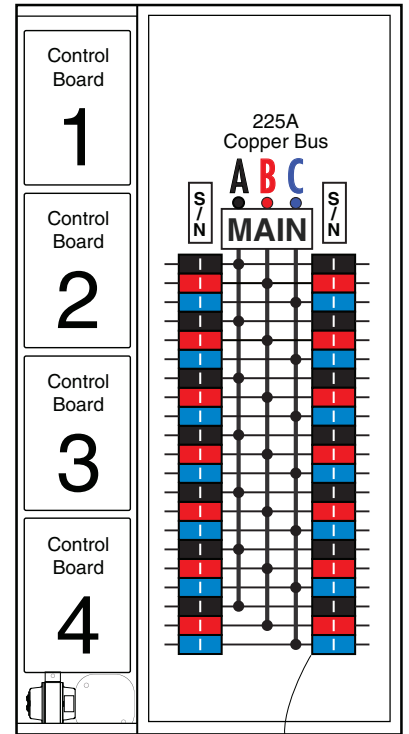 Control
Board
1
Control
Board
2
Control
Board
3
Control
Board
4
225A
Copper Bus
A B C
S/N
MAIN
S/N